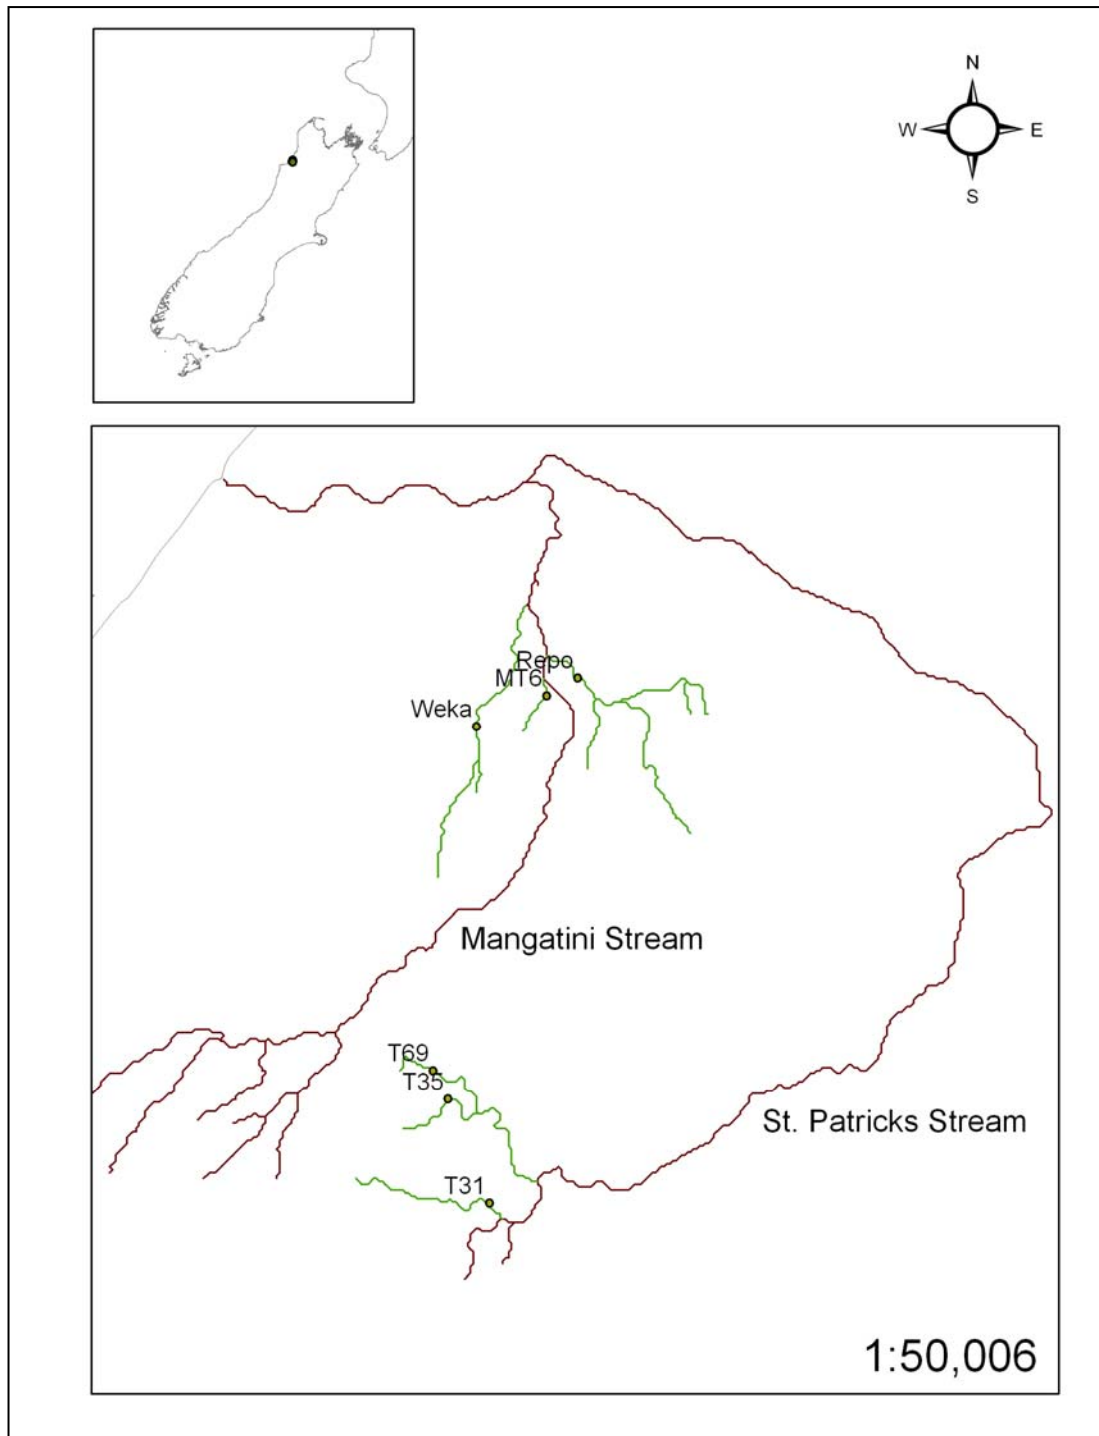 N
W E
S
Repo
MT6
Weka
Mangatini Stream
T69
T35
St. Patricks Stream
T31
1:50,006